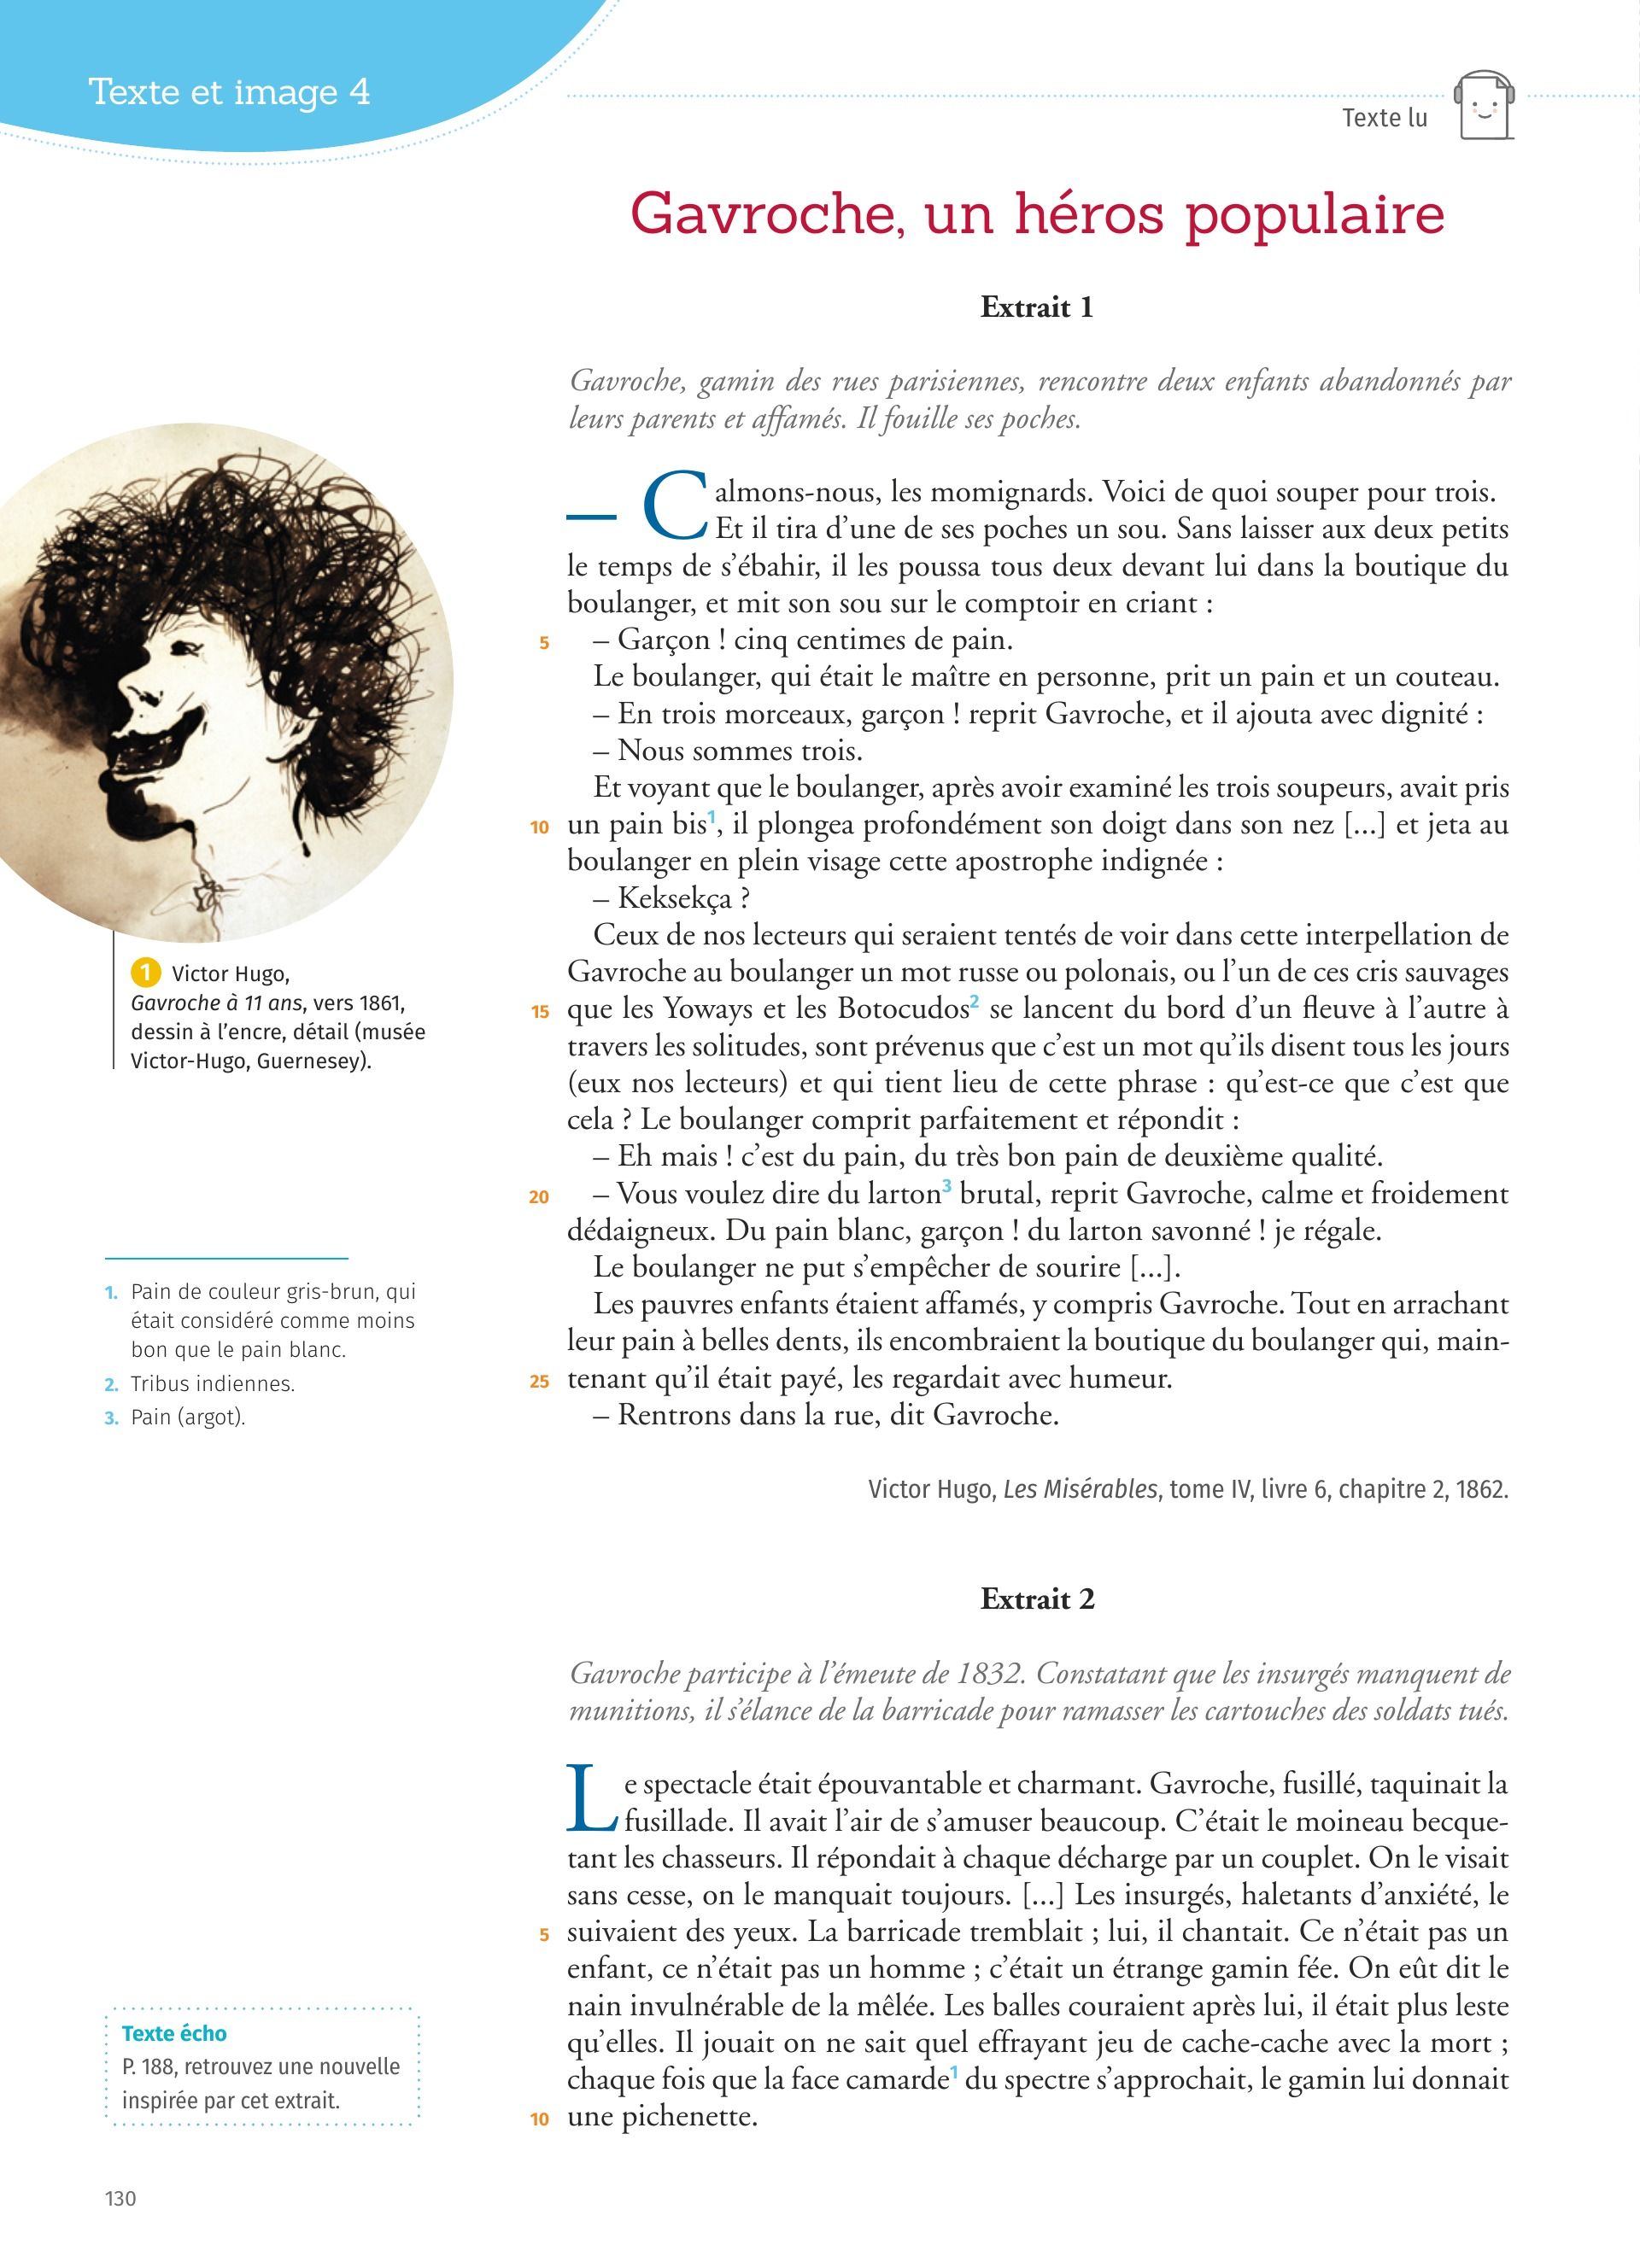 Texte et image 4
Texte lu
Gavroche, un héros populaire
Extrait 1
Gavroche, gamin des rues parisiennes, rencontre deux enfants abandonnés par
leurs parents et affamés. Il fouille ses poches.
– Calmons-nous, les momignards. Voici de quoi souper pour trois.
Et il tira d’une de ses poches un sou. Sans laisser aux deux petits
le temps de s’ébahir, il les poussa tous deux devant lui dans la boutique du
boulanger, et mit son sou sur le comptoir en criant :
5 – Garçon ! cinq centimes de pain.
Le boulanger, qui était le maître en personne, prit un pain et un couteau.
– En trois morceaux, garçon ! reprit Gavroche, et il ajouta avec dignité :
– Nous sommes trois.
Et voyant que le boulanger, après avoir examiné les trois soupeurs, avait pris
10 un pain bis1, il plongea profondément son doigt dans son nez [...] et jeta au
boulanger en plein visage cette apostrophe indignée :
– Keksekça ?
Ceux de nos lecteurs qui seraient tentés de voir dans cette interpellation de
Gavroche au boulanger un mot russe ou polonais, ou l’un de ces cris sauvages
15 que les Yoways et les Botocudos2 se lancent du bord d’un fleuve à l’autre à
travers les solitudes, sont prévenus que c’est un mot qu’ils disent tous les jours
(eux nos lecteurs) et qui tient lieu de cette phrase : qu’est-ce que c’est que
cela ? Le boulanger comprit parfaitement et répondit :
– Eh mais ! c’est du pain, du très bon pain de deuxième qualité.
20 – Vous voulez dire du larton3 brutal, reprit Gavroche, calme et froidement
dédaigneux. Du pain blanc, garçon ! du larton savonné ! je régale.
Le boulanger ne put s’empêcher de sourire [...].
Les pauvres enfants étaient affamés, y compris Gavroche. Tout en arrachant
leur pain à belles dents, ils encombraient la boutique du boulanger qui, main-
25 tenant qu’il était payé, les regardait avec humeur.
– Rentrons dans la rue, dit Gavroche.
Victor Hugo, Les Misérables, tome IV, livre 6, chapitre 2, 1862.
1 Victor Hugo,
Gavroche à 11 ans, vers 1861,
dessin à l’encre, détail (musée
Victor-Hugo, Guernesey).
1. Pain de couleur gris-brun, qui
était considéré comme moins
bon que le pain blanc.
2. Tribus indiennes.
3. Pain (argot).
Extrait 2
Gavroche participe à l’émeute de 1832. Constatant que les insurgés manquent de
munitions, il s’élance de la barricade pour ramasser les cartouches des soldats tués.
Le spectacle était épouvantable et charmant. Gavroche, fusillé, taquinait la
fusillade. Il avait l’air de s’amuser beaucoup. C’était le moineau becque-
tant les chasseurs. Il répondait à chaque décharge par un couplet. On le visait
sans cesse, on le manquait toujours. [...] Les insurgés, haletants d’anxiété, le
5 suivaient des yeux. La barricade tremblait ; lui, il chantait. Ce n’était pas un
enfant, ce n’était pas un homme ; c’était un étrange gamin fée. On eût dit le
nain invulnérable de la mêlée. Les balles couraient après lui, il était plus leste
qu’elles. Il jouait on ne sait quel effrayant jeu de cache-cache avec la mort ;
chaque fois que la face camarde1 du spectre s’approchait, le gamin lui donnait
10 une pichenette.
Texte écho
P. 188, retrouvez une nouvelle
inspirée par cet extrait.
130